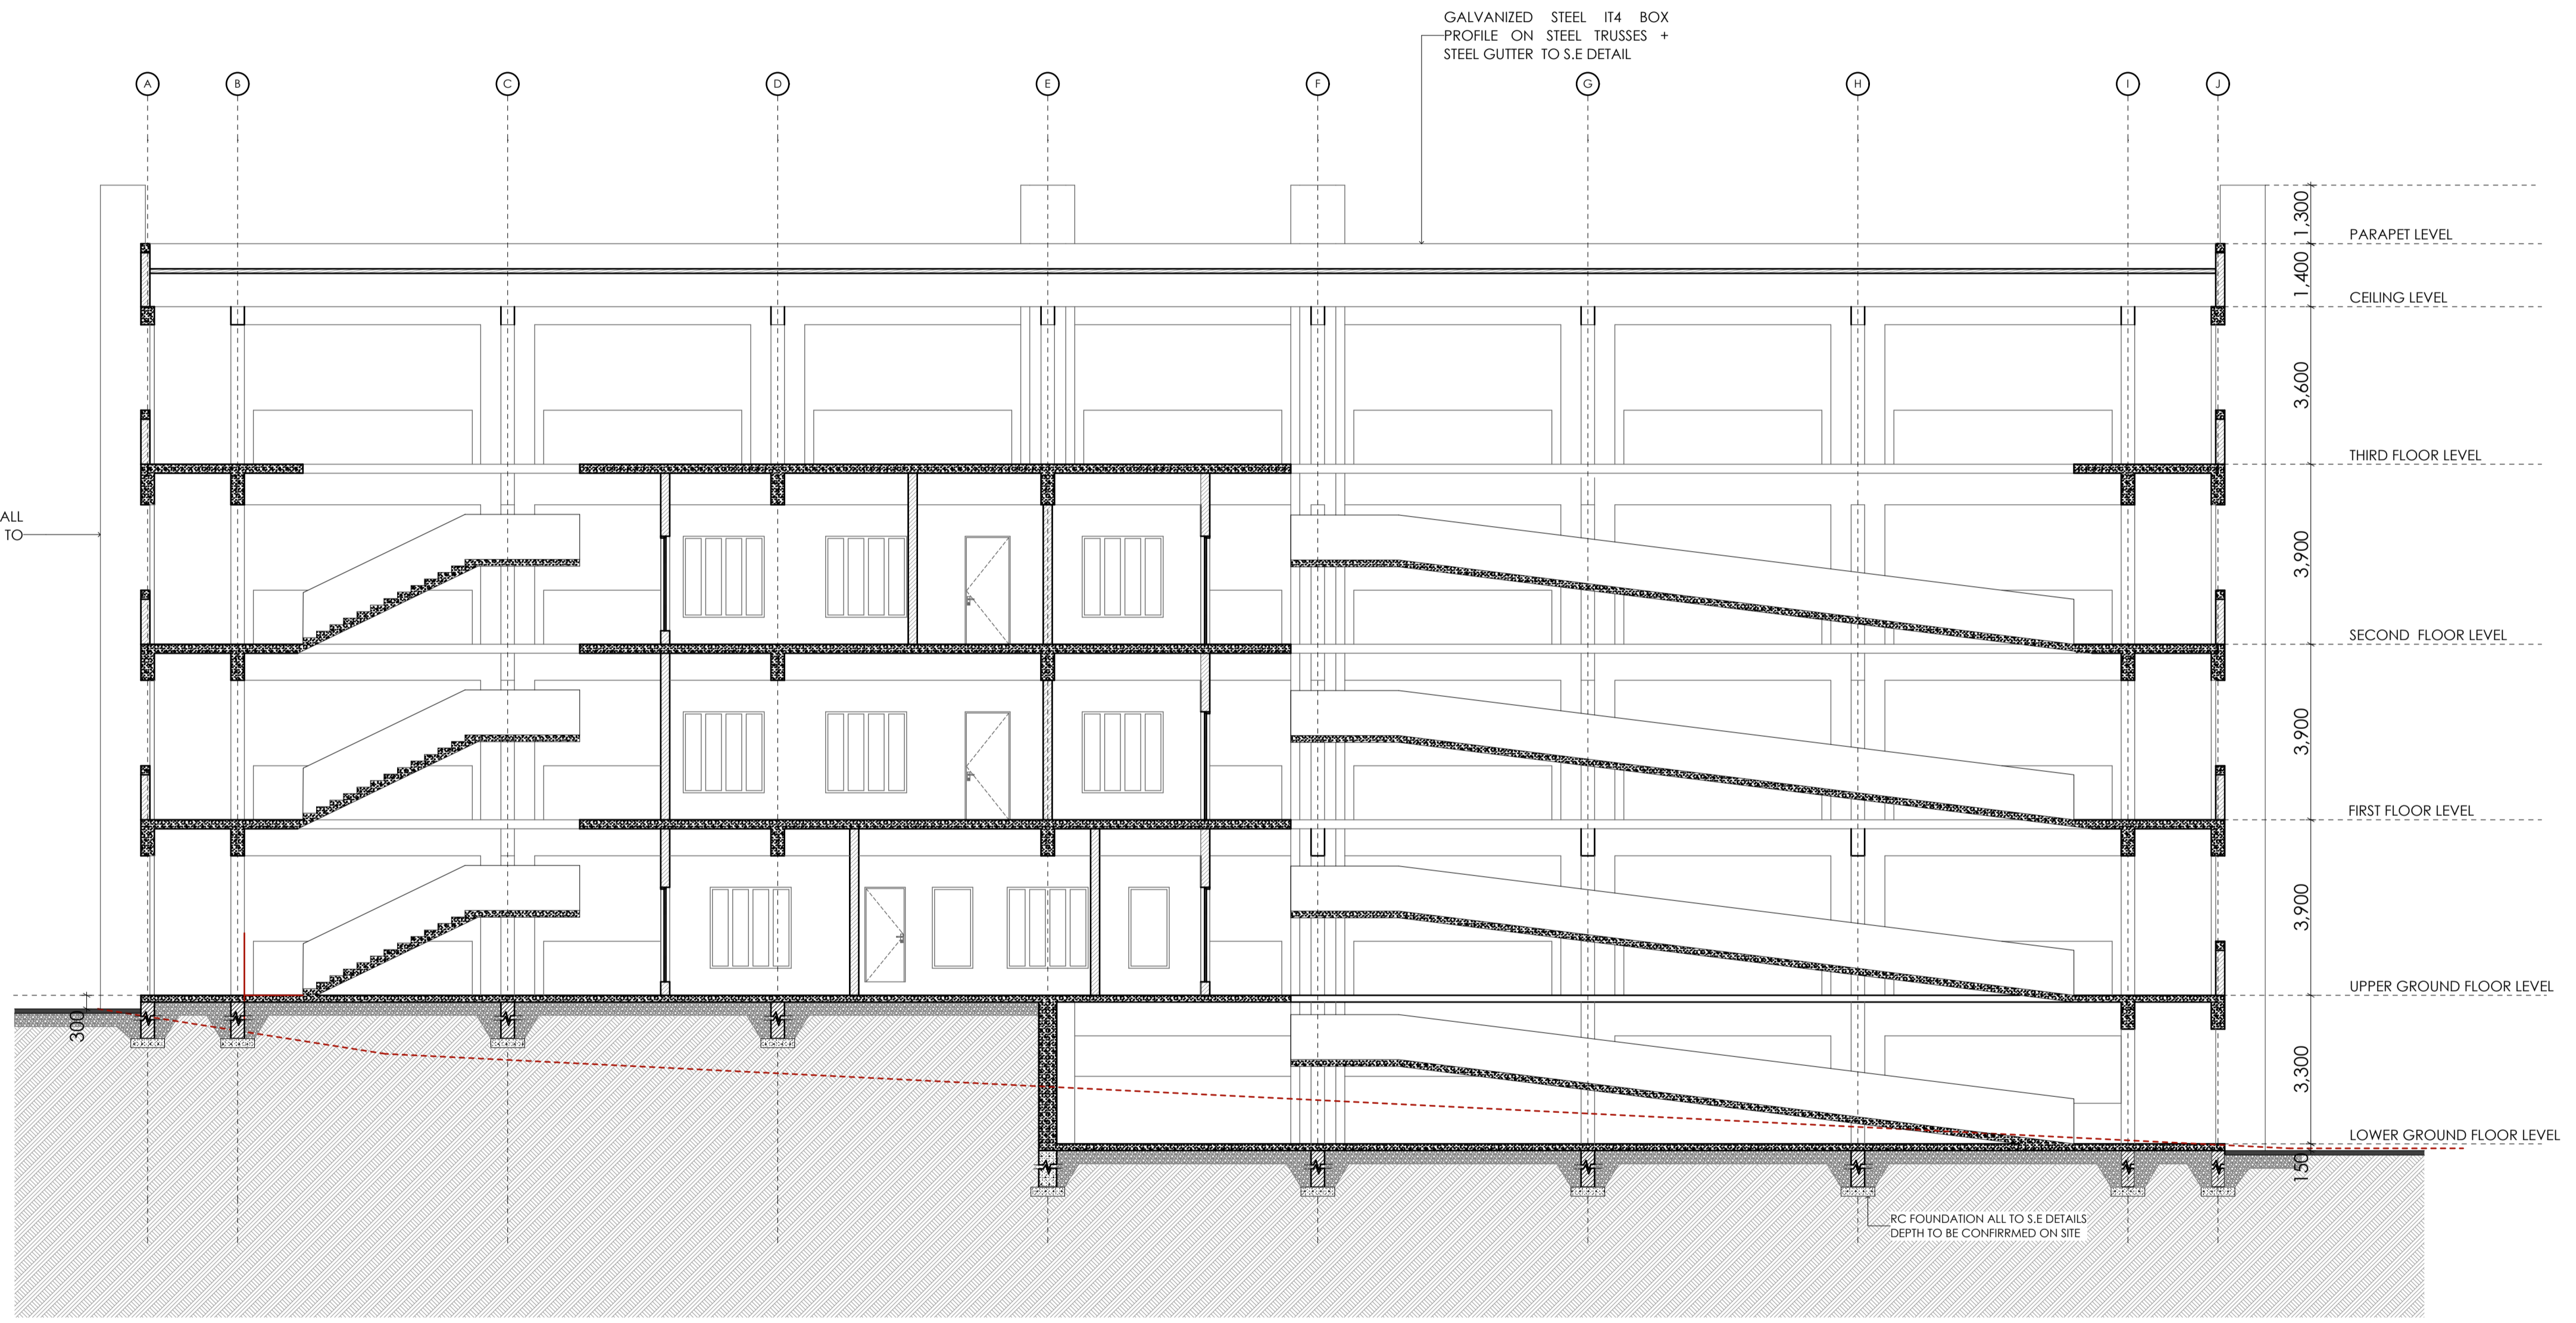 GALVANIZED STEEL IT4 BOX
PROFILE ON STEEL TRUSSES +
STEEL GUTTER TO S.E DETAIL
A B C D E F G H I J
1,300
PARAPET LEVEL
1,400
CEILING LEVEL
3,600
THIRD FLOOR LEVEL
ALL
TO
3,900
SECOND FLOOR LEVEL
3,900
FIRST FLOOR LEVEL
3,900
UPPER GROUND FLOOR LEVEL
300
3,300
LOWER GROUND FLOOR LEVEL
150
RC FOUNDATION ALL TO S.E DETAILS
DEPTH TO BE CONFIRRMED ON SITE